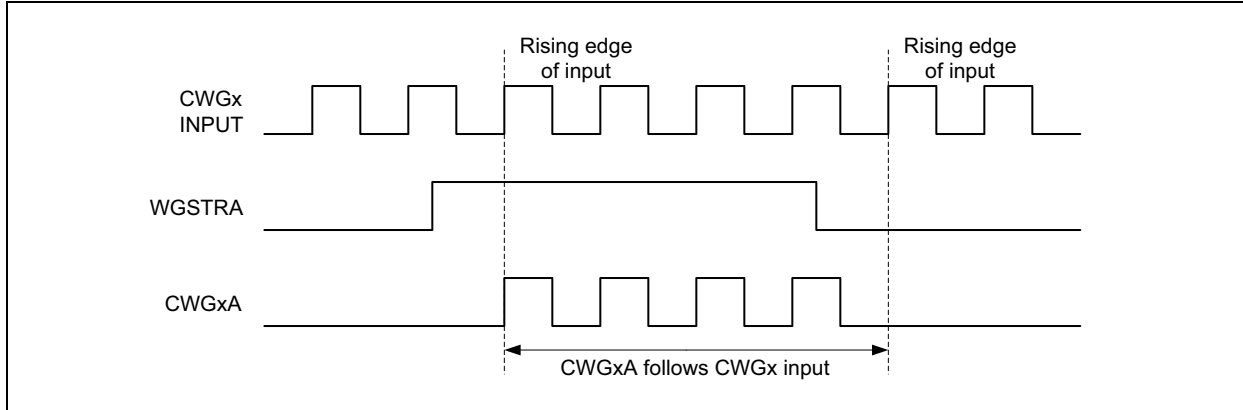 Rising edge
of input
Rising edge
of input
CWGx
INPUT
WGSTRA
CWGxA
CWGxA follows CWGx input